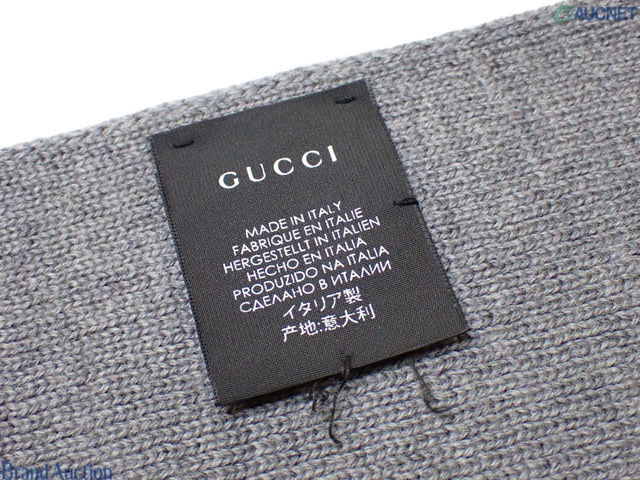 AUCNET
GUCCI
MADE IN ITALY
FABRIQUE EN ITALIE
HERGESTELLT IN ITALIEN
HECHO EN ITALIA
PRODUZIDO NA ITALIA
СДЕЛАНО В ИТАЛИИ
イタリア製
产地:意大利
Brand Auction